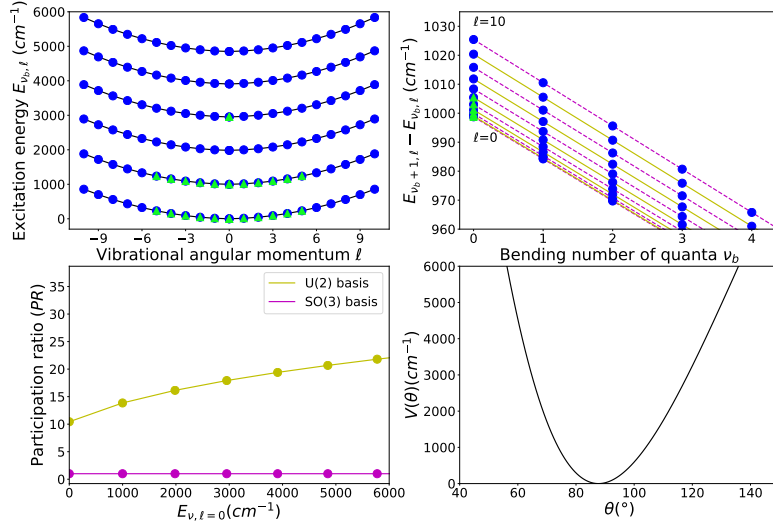 6000
5000
4000
3000
2000
1000
0
Excitation energy E_{ν_b,ℓ} (cm⁻¹)
−9 −6 −3 0 3 6 9
Vibrational angular momentum ℓ
1030
1020
1010
1000
990
980
970
960
E_{ν_b+1,ℓ} − E_{ν_b,ℓ} (cm⁻¹)
ℓ=10
ℓ=0
0 1 2 3 4
Bending number of quanta ν_b
35
30
25
20
15
10
5
0
Participation ratio (PR)
U(2) basis
SO(3) basis
0 1000 2000 3000 4000 5000 6000
E_{ν,ℓ=0}(cm⁻¹)
6000
5000
4000
3000
2000
1000
0
V(θ)(cm⁻¹)
40 60 80 100 120 140
θ(°)